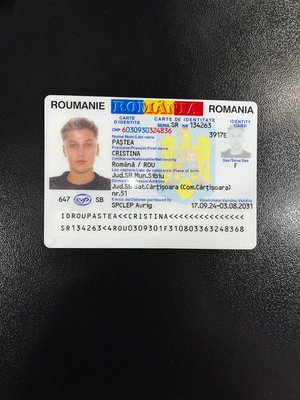 ROUMANIE ROMANIA ROMANIA
CARTE D'IDENTITE CARTE DE IDENTITATE IDENTITY CARD
SERIA SR NR 134263
CNP 6030930324836 3917E
Nume/Nom/Last name
PAȘTEA
Prenume/Prenom/First name
CRISTINA
Cetățenie/Nationalite/Nationality
Română / ROU Sex/Sexe/Sex
Loc naștere/Lieu de naissance/Place of birth F
Jud.SB Mun.Sibiu
Domiciliu/Adresse/Address
Jud.SB Sat.Cârțișoara (Com.Cârțișoara)
nr.51
647 SB Emisă de/Delivree par/Issued by Valabilitate/Validite/Validity
SPCLEP Avrig 17.09.24-03.08.2031
IDROUPASTEA<<CRISTINA<<<<<<<<<<<<<<<
SR134263<4ROU0309301F310803363248368